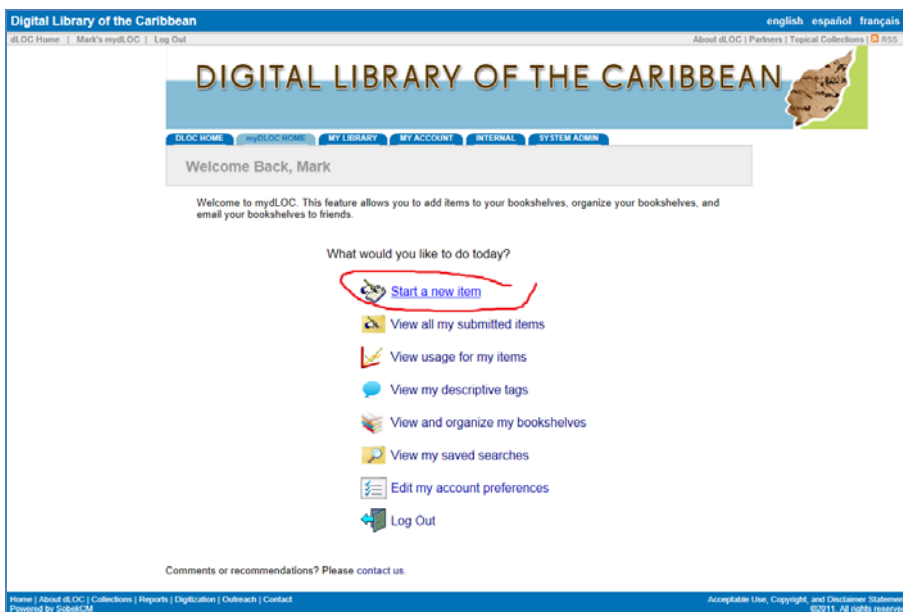 Digital Library of the Caribbean english español français
dLOC Home | Mark's mydLOC | Log Out About dLOC | Partners | Topical Collections | RSS
DIGITAL LIBRARY OF THE CARIBBEAN
DLOC HOME myDLOC HOME MY LIBRARY MY ACCOUNT INTERNAL SYSTEM ADMIN
Welcome Back, Mark
Welcome to mydLOC. This feature allows you to add items to your bookshelves, organize your bookshelves, and
email your bookshelves to friends.
What would you like to do today?
Start a new item
View all my submitted items
View usage for my items
View my descriptive tags
View and organize my bookshelves
View my saved searches
Edit my account preferences
Log Out
Comments or recommendations? Please contact us.
Home | About dLOC | Collections | Reports | Digitization | Outreach | Contact Acceptable Use, Copyright, and Disclaimer Statemen
Powered by SobekCM ©2011. All rights reserve